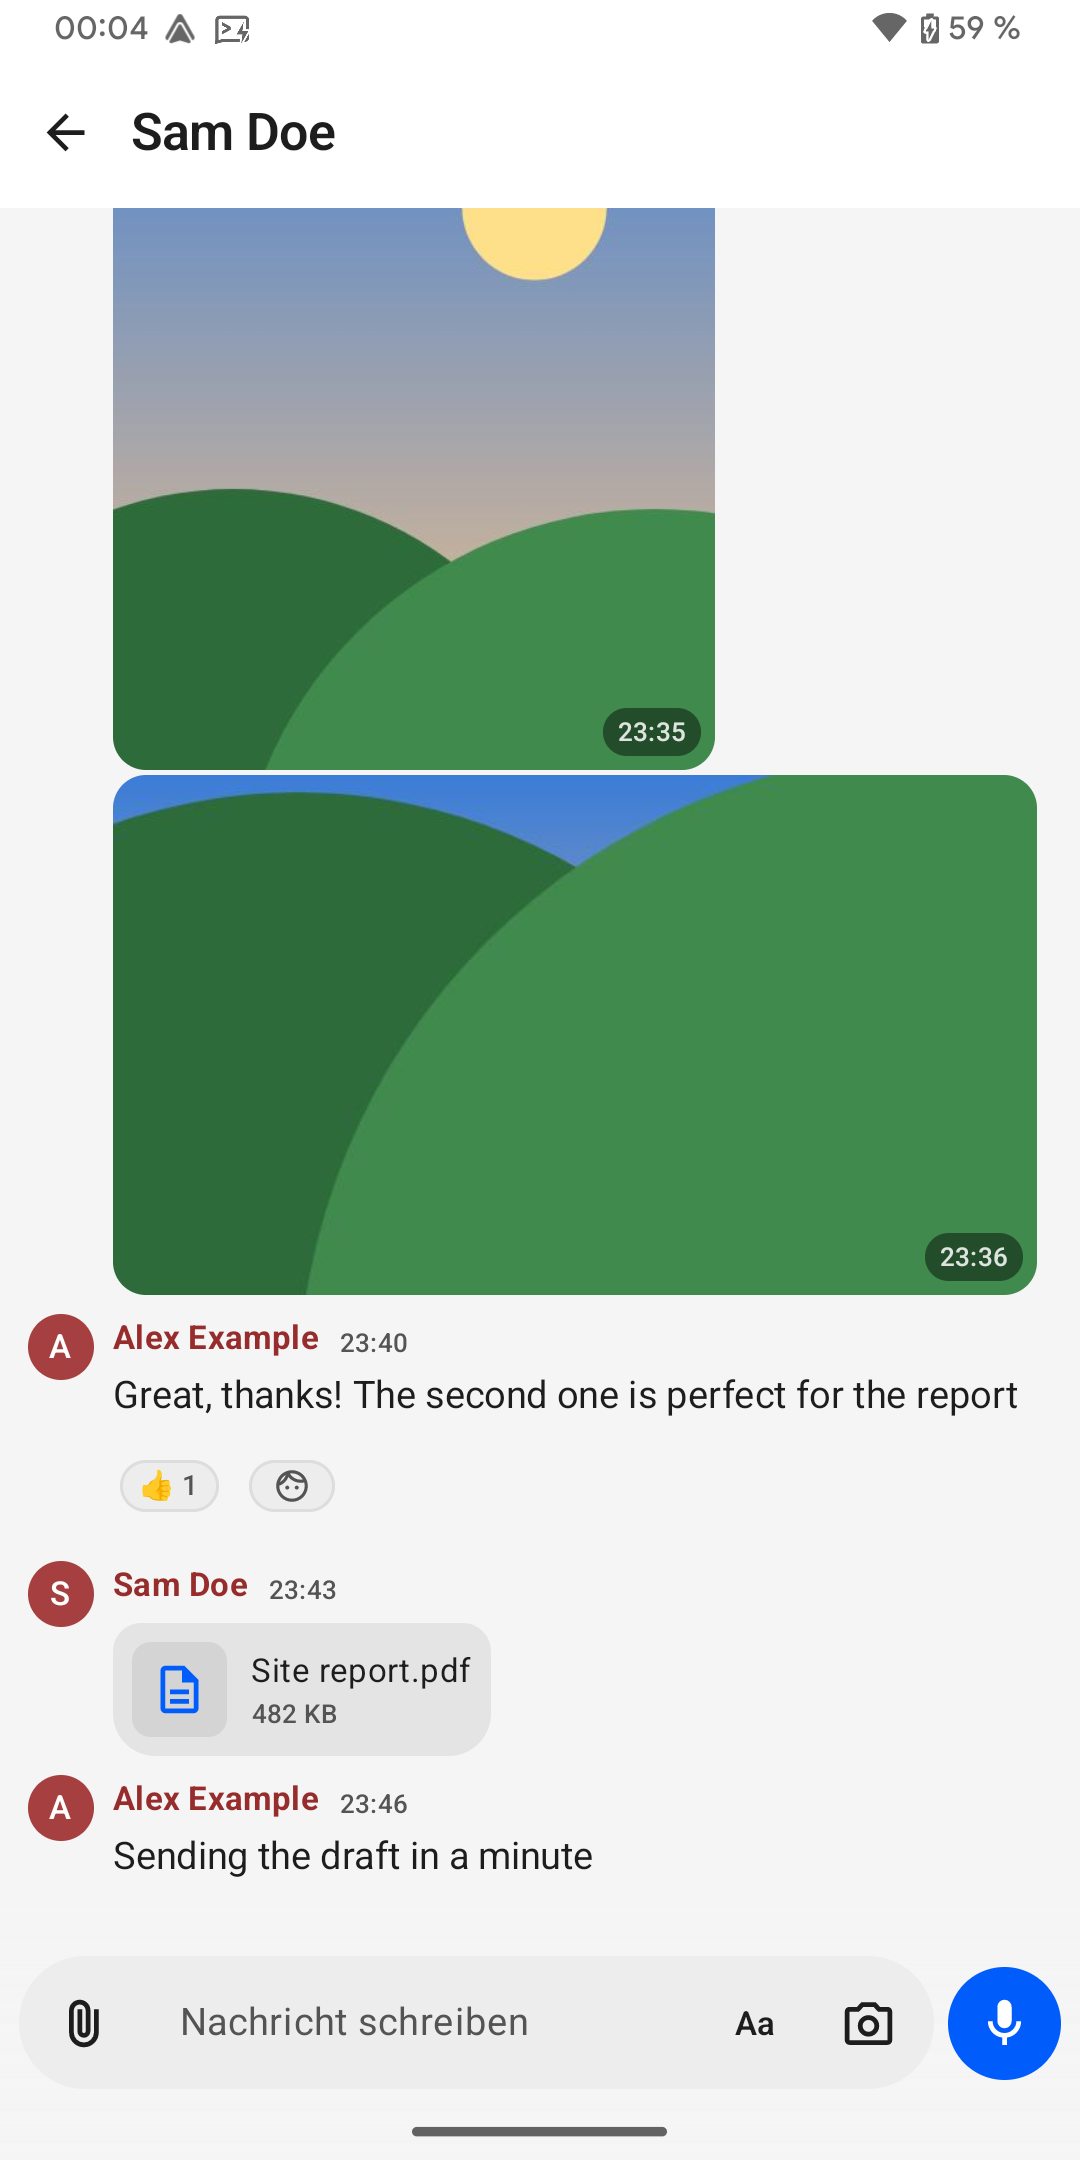 00:04 59 %
Sam Doe
23:35
23:36
A Alex Example 23:40
Great, thanks! The second one is perfect for the report
👍 1
S Sam Doe 23:43
Site report.pdf
482 KB
A Alex Example 23:46
Sending the draft in a minute
Nachricht schreiben Aa